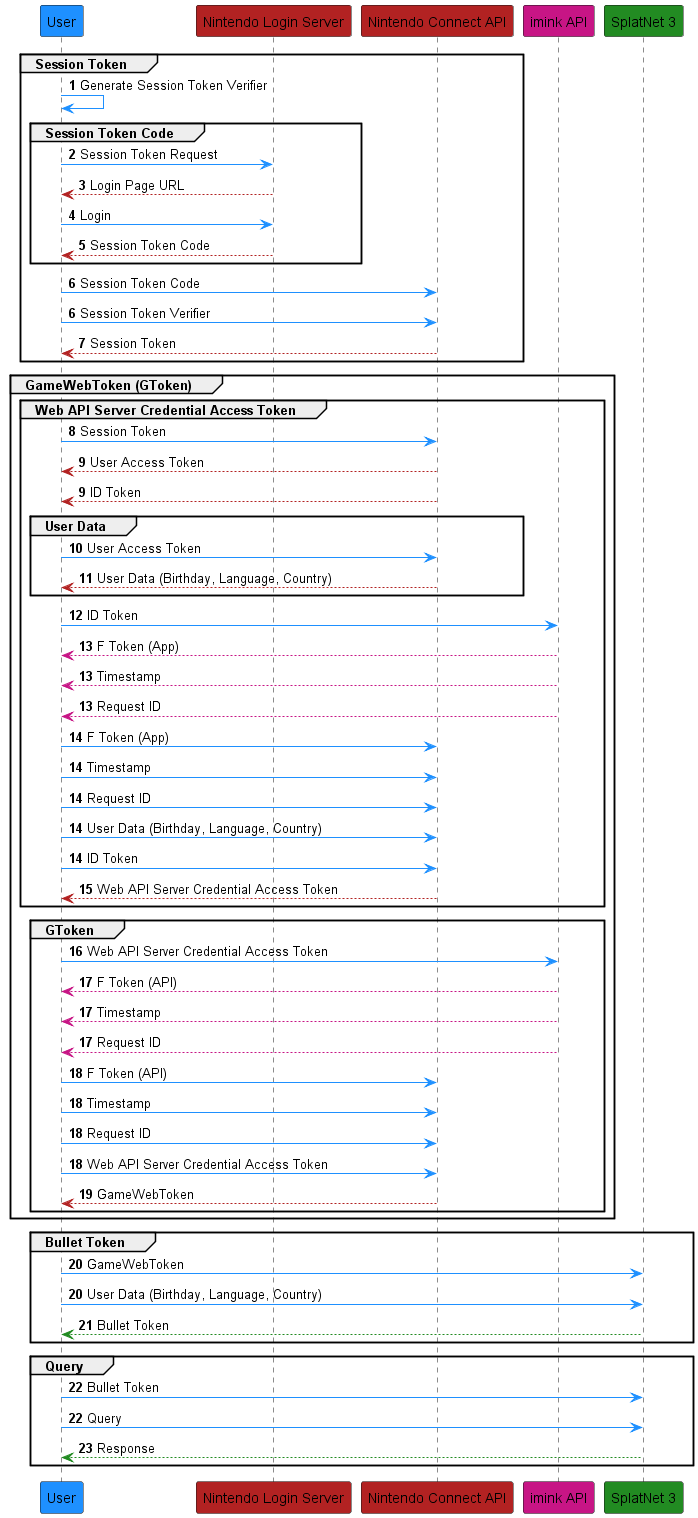 User Nintendo Login Server Nintendo Connect API imink API SplatNet 3
Session Token
1 Generate Session Token Verifier
Session Token Code
2 Session Token Request
3 Login Page URL
4 Login
5 Session Token Code
6 Session Token Code
6 Session Token Verifier
7 Session Token
GameWebToken (GToken)
Web API Server Credential Access Token
8 Session Token
9 User Access Token
9 ID Token
User Data
10 User Access Token
11 User Data (Birthday, Language, Country)
12 ID Token
13 F Token (App)
13 Timestamp
13 Request ID
14 F Token (App)
14 Timestamp
14 Request ID
14 User Data (Birthday, Language, Country)
14 ID Token
15 Web API Server Credential Access Token
GToken
16 Web API Server Credential Access Token
17 F Token (API)
17 Timestamp
17 Request ID
18 F Token (API)
18 Timestamp
18 Request ID
18 Web API Server Credential Access Token
19 GameWebToken
Bullet Token
20 GameWebToken
20 User Data (Birthday, Language, Country)
21 Bullet Token
Query
22 Bullet Token
22 Query
23 Response
User Nintendo Login Server Nintendo Connect API imink API SplatNet 3